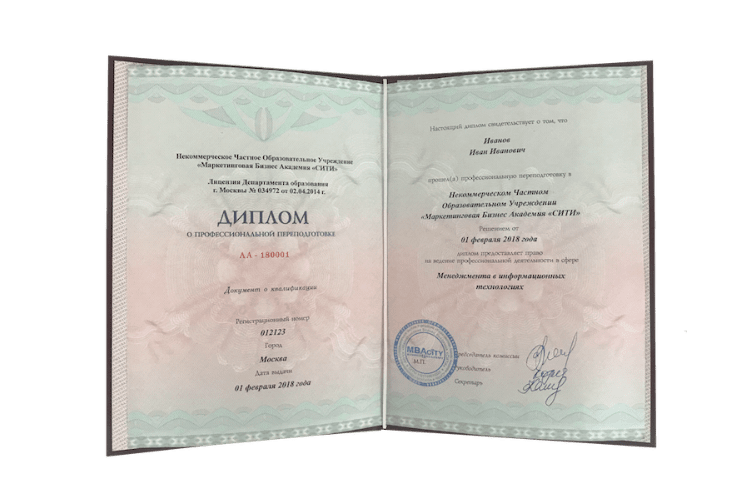 Некоммерческое Частное Образовательное Учреждение
«Маркетинговая Бизнес Академия «СИТИ»
Лицензия Департамента образования
г. Москвы № 034972 от 02.04.2014 г.
ДИПЛОМ
О ПРОФЕССИОНАЛЬНОЙ ПЕРЕПОДГОТОВКЕ
АА - 180001
Документ о квалификации
Регистрационный номер
012123
Город
Москва
Дата выдачи
01 февраля 2018 года
Настоящий диплом свидетельствует о том, что
Иванов
Иван Иванович
прошел(а) профессиональную переподготовку в
Некоммерческом Частном
Образовательном Учреждении
«Маркетинговая Бизнес Академия «СИТИ»
Решением от
01 февраля 2018 года
диплом предоставляет право
на ведение профессиональной деятельности в сфере
Менеджмента в информационных
технологиях
MBAcity
Председатель комиссии
Руководитель
Секретарь